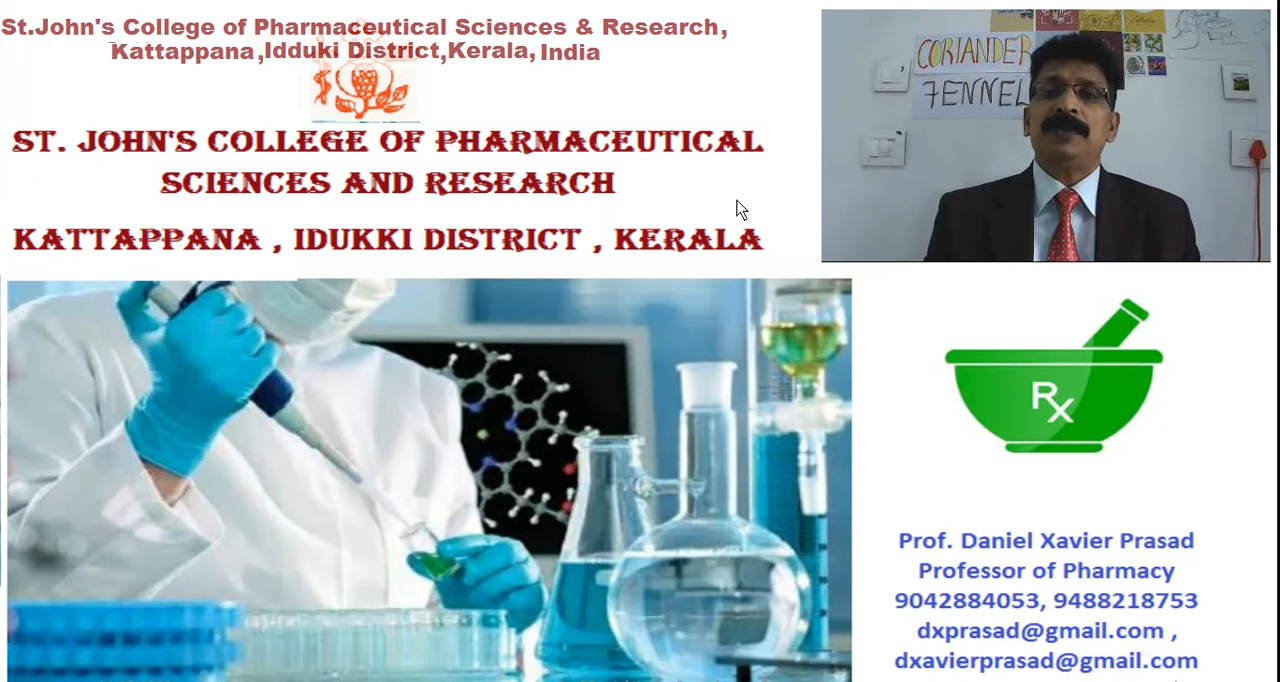 St.John's College of Pharmaceutical Sciences & Research,
Kattappana,Idduki District,Kerala, India
ST. JOHN'S COLLEGE OF PHARMACEUTICAL
SCIENCES AND RESEARCH
KATTAPPANA , IDUKKI DISTRICT , KERALA
CORIANDER
FENNEL
Rx
Prof. Daniel Xavier Prasad
Professor of Pharmacy
9042884053, 9488218753
dxprasad@gmail.com ,
dxavierprasad@gmail.com